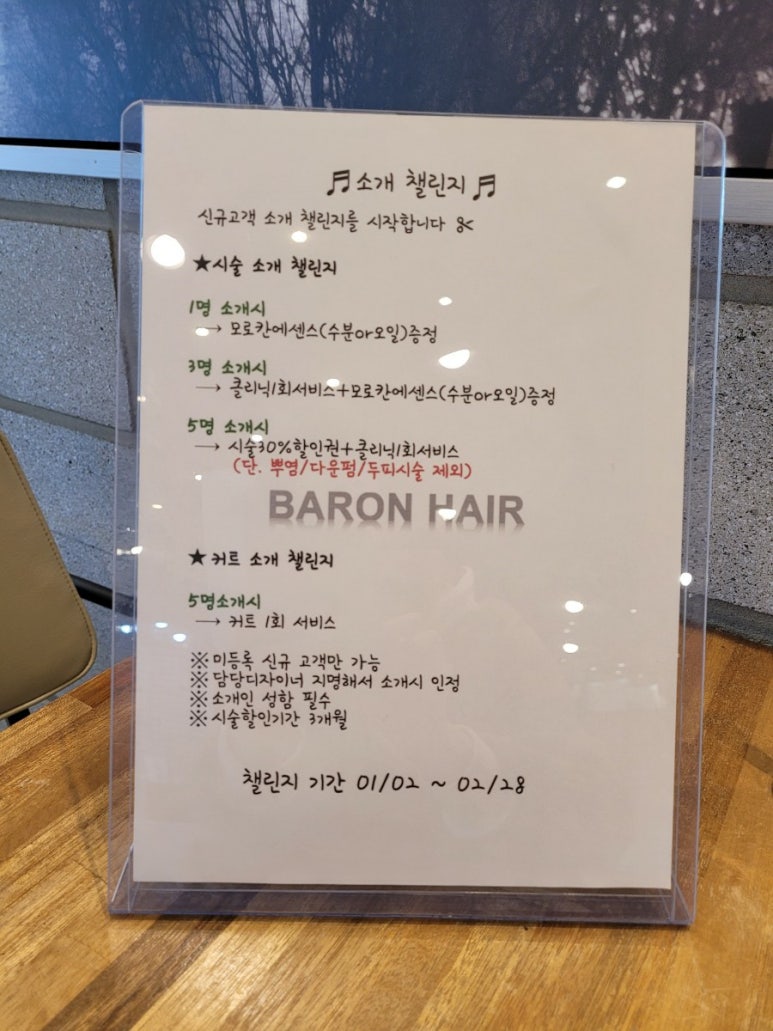 ♬소개 챌린지♬
신규고객 소개 챌린지를 시작합니다 ✂
★시술 소개 챌린지
1명 소개시
→ 모로칸에센스(수분or오일)증정
3명 소개시
→ 클리닉1회서비스+모로칸에센스(수분or오일)증정
5명 소개시
→ 시술30%할인권+클리닉1회서비스
(단. 뿌염/다운펌/두피시술 제외)
BARON HAIR
★ 커트 소개 챌린지
5명소개시
→ 커트 1회 서비스
※미등록 신규 고객만 가능
※담당디자이너 지명해서 소개시 인정
※소개인 성함 필수
※시술할인기간 3개월
챌린지 기간 01/02 ~ 02/28